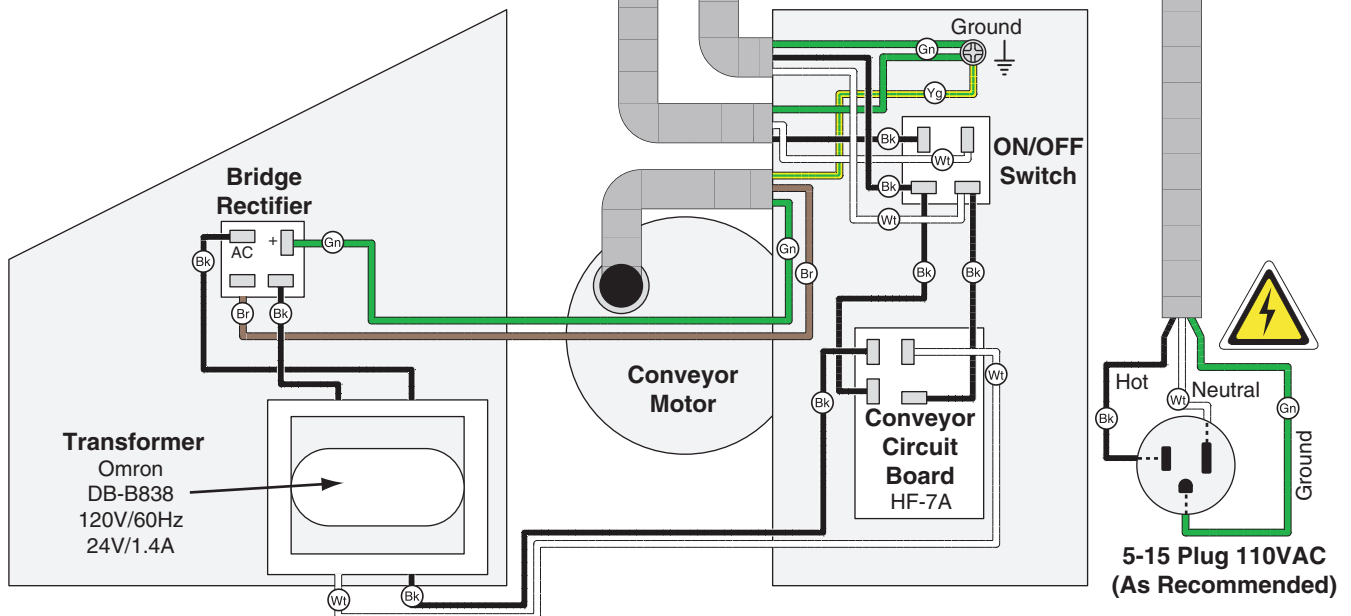 Ground
Gn
Yg
Bk
Wt
ON/OFF
Switch
Bk
Wt
Bridge
Rectifier
AC
+
Gn
Bk
Br
Bk
Gn
Br
Bk
Bk
Conveyor
Motor
Wt
Bk
Conveyor
Circuit
Board
HF-7A
Transformer
Omron
DB-B838
120V/60Hz
24V/1.4A
Wt
Bk
Hot
Neutral
Wt
Bk
Gn
Ground
5-15 Plug 110VAC
(As Recommended)